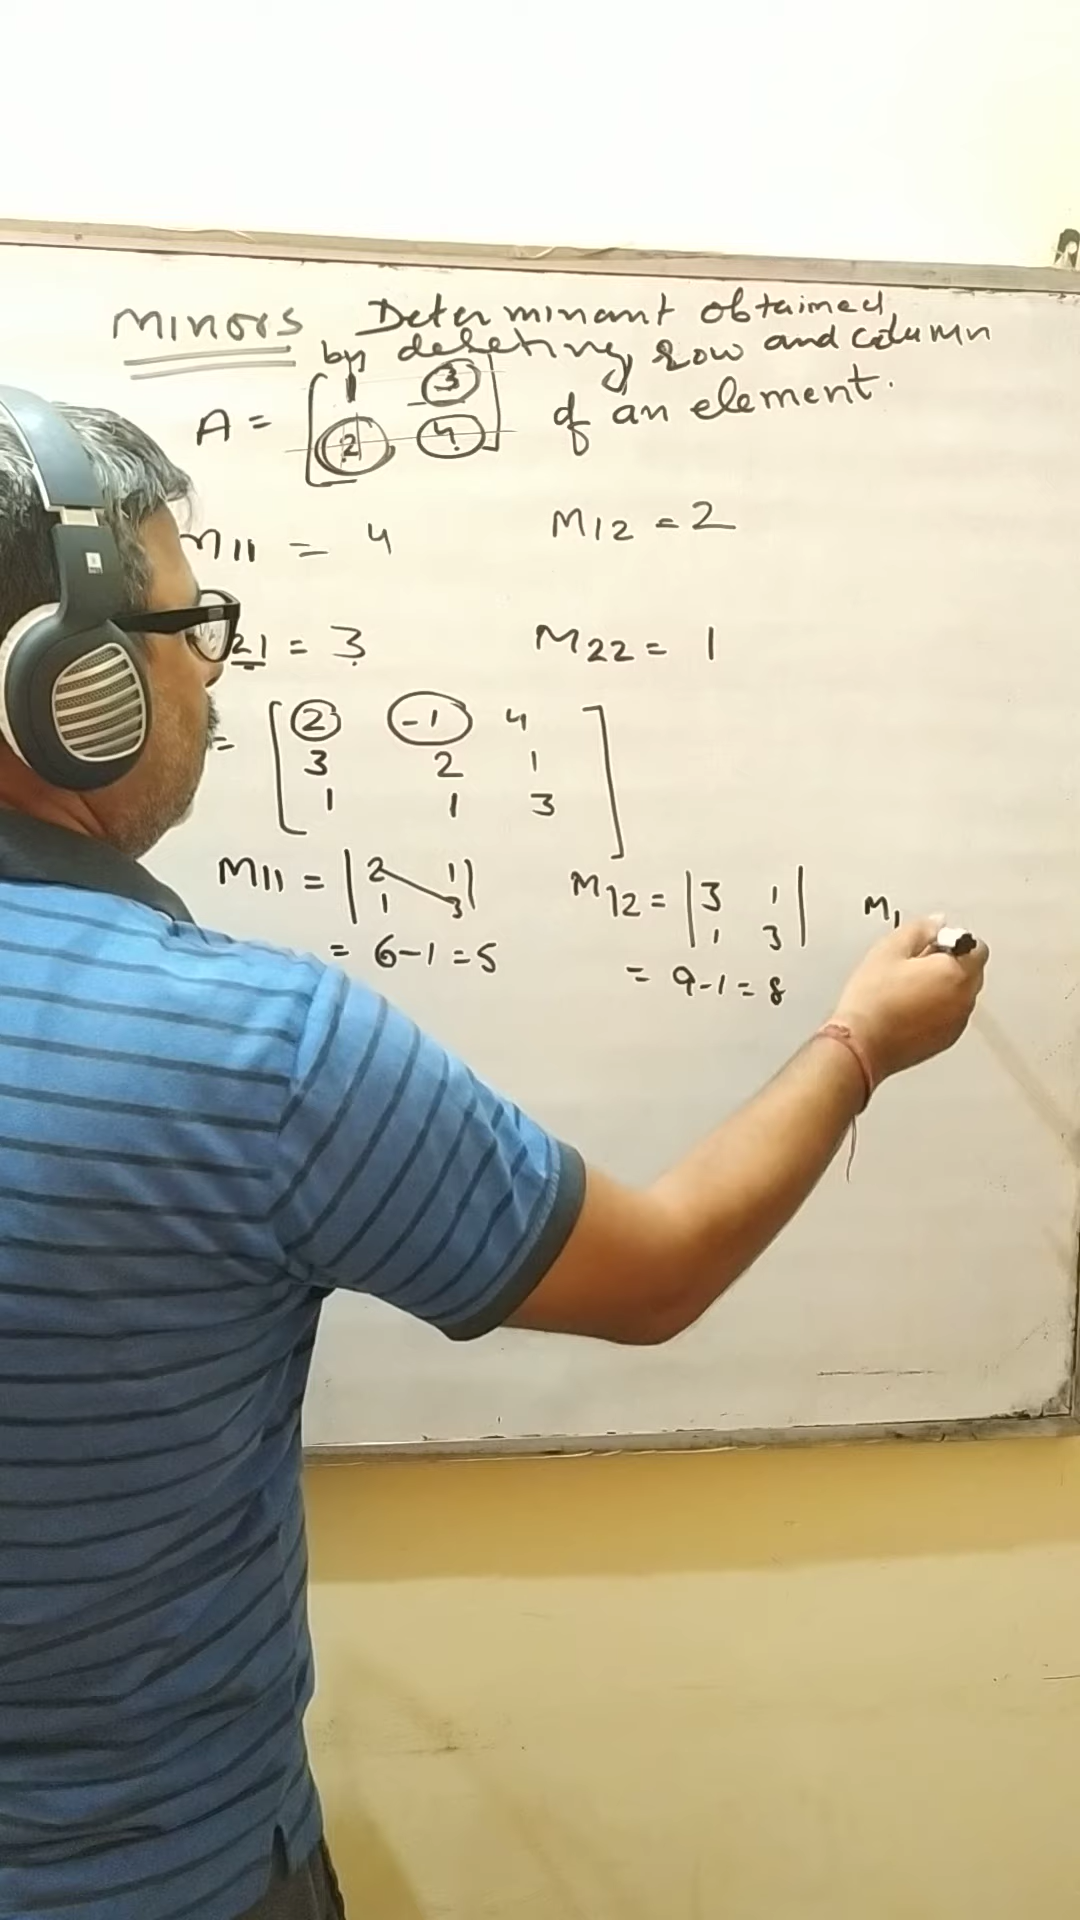 Minors Determinant obtained
by deleting row and column
of an element.
A = [ 1 3
2 4 ]
M11 = 4 M12 = 2
21 = 3 M22 = 1
= [ 2 -1 4
3 2 1
1 1 3 ]
M11 = | 2 1 | M12 = | 3 1 | M1
| 1 3 | | 1 3 |
= 6-1 = 5 = 9-1 = 8